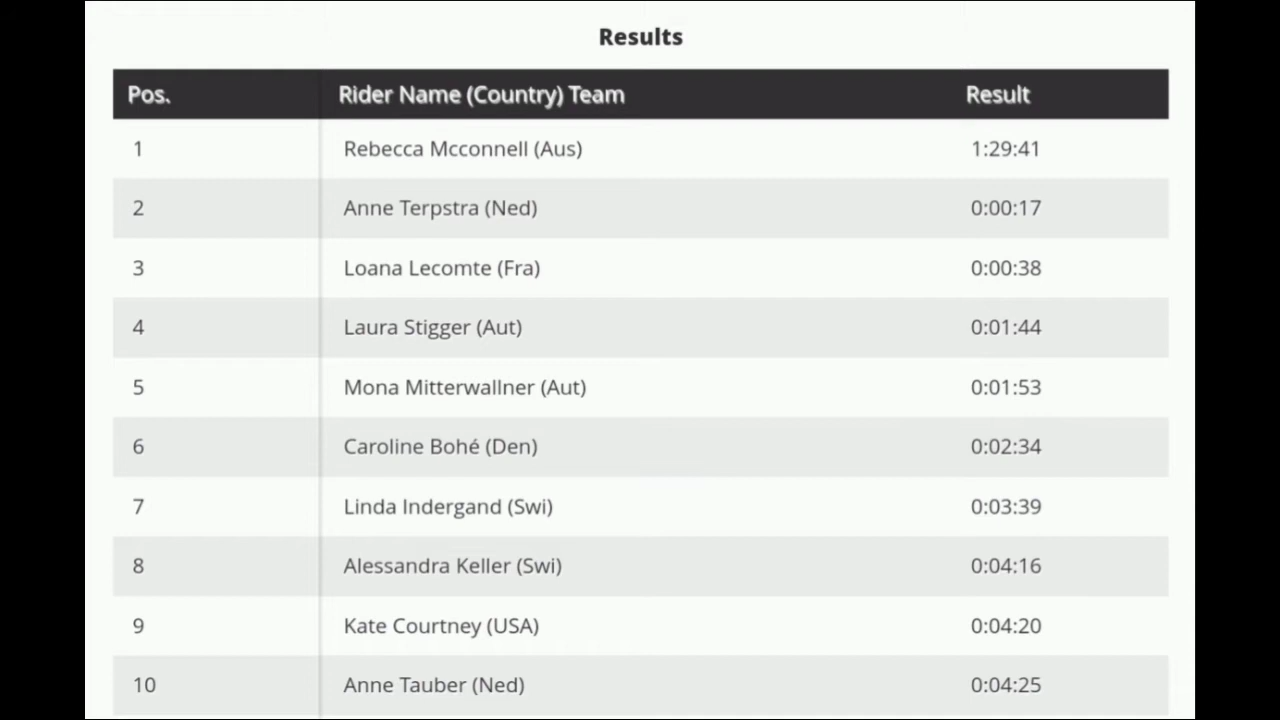 Results
Pos. Rider Name (Country) Team Result
1 Rebecca Mcconnell (Aus) 1:29:41
2 Anne Terpstra (Ned) 0:00:17
3 Loana Lecomte (Fra) 0:00:38
4 Laura Stigger (Aut) 0:01:44
5 Mona Mitterwallner (Aut) 0:01:53
6 Caroline Bohé (Den) 0:02:34
7 Linda Indergand (Swi) 0:03:39
8 Alessandra Keller (Swi) 0:04:16
9 Kate Courtney (USA) 0:04:20
10 Anne Tauber (Ned) 0:04:25